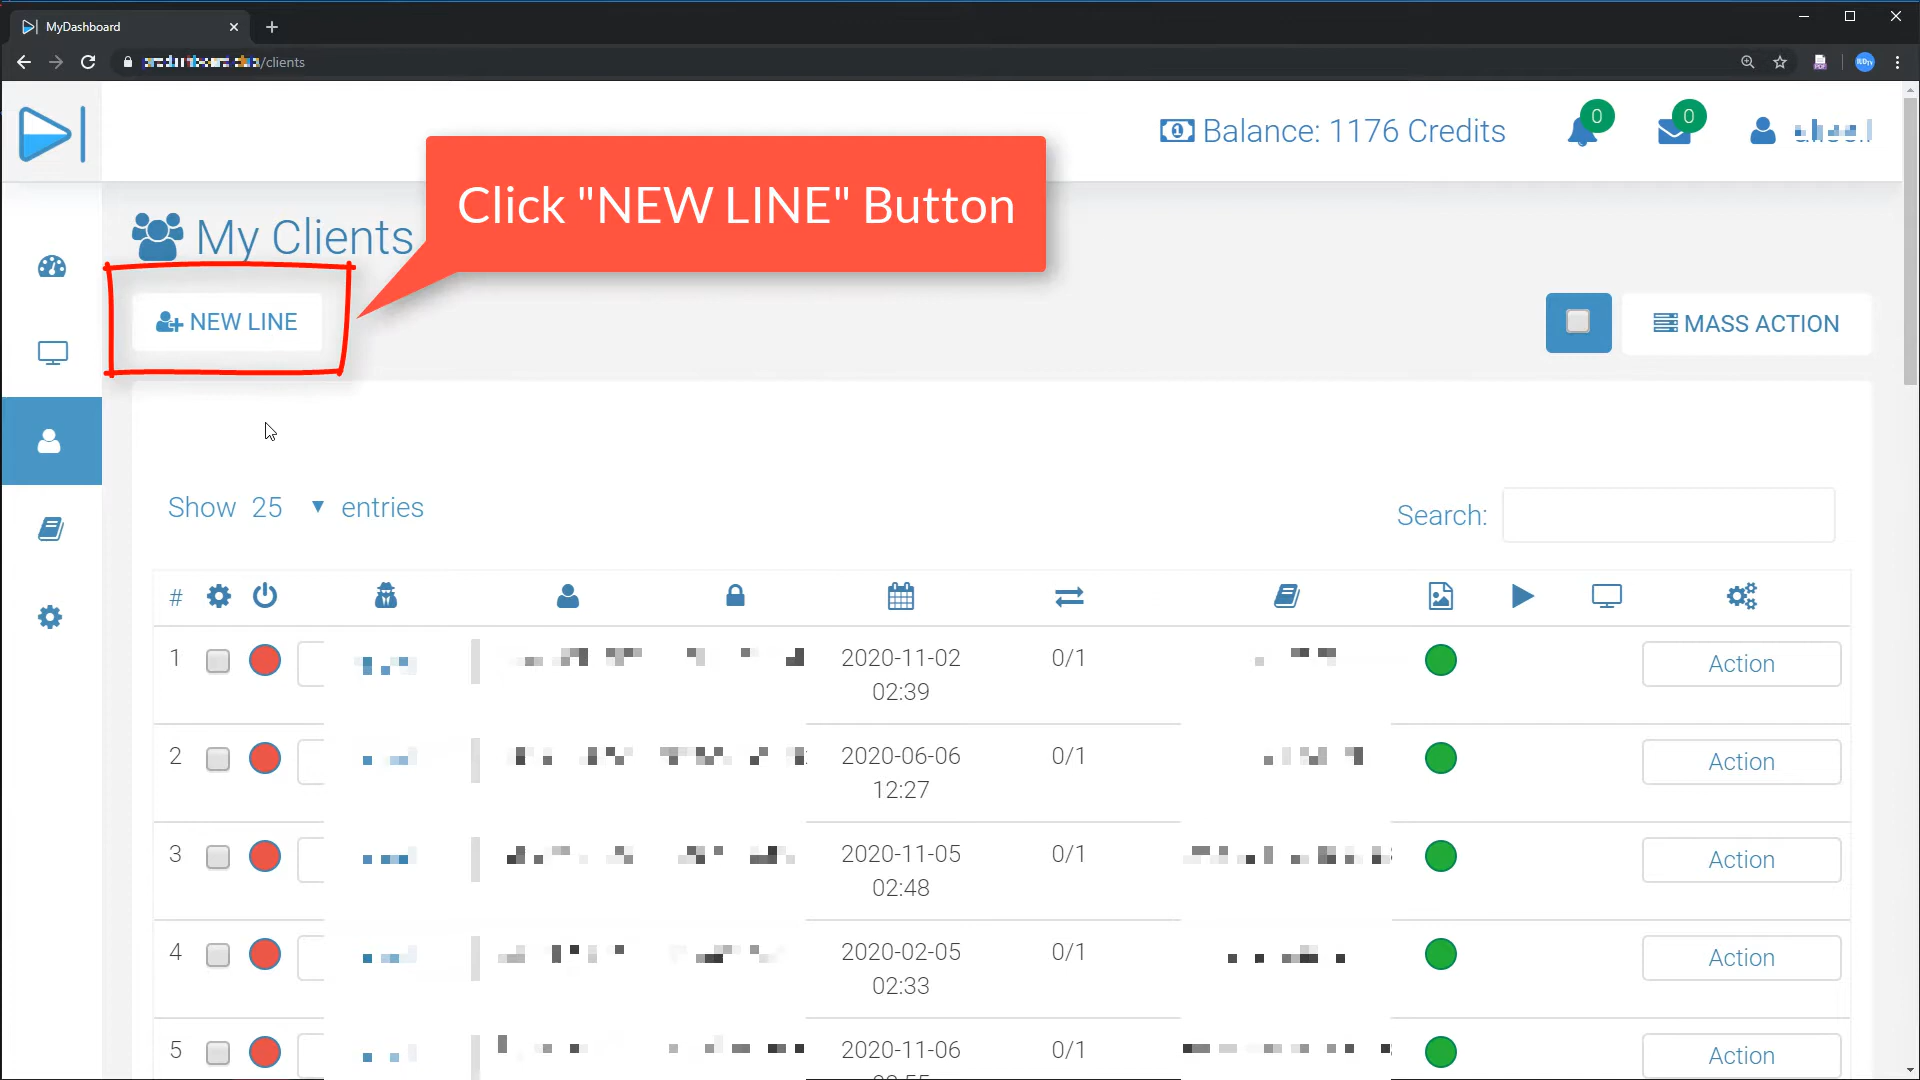 MyDashboard
/clients
Balance: 1176 Credits
0
0
Click "NEW LINE" Button
My Clients
NEW LINE
MASS ACTION
Show 25 entries
Search:
#
1 2020-11-02 0/1 Action
02:39
2 2020-06-06 0/1 Action
12:27
3 2020-11-05 0/1 Action
02:48
4 2020-02-05 0/1 Action
02:33
5 2020-11-06 0/1 Action